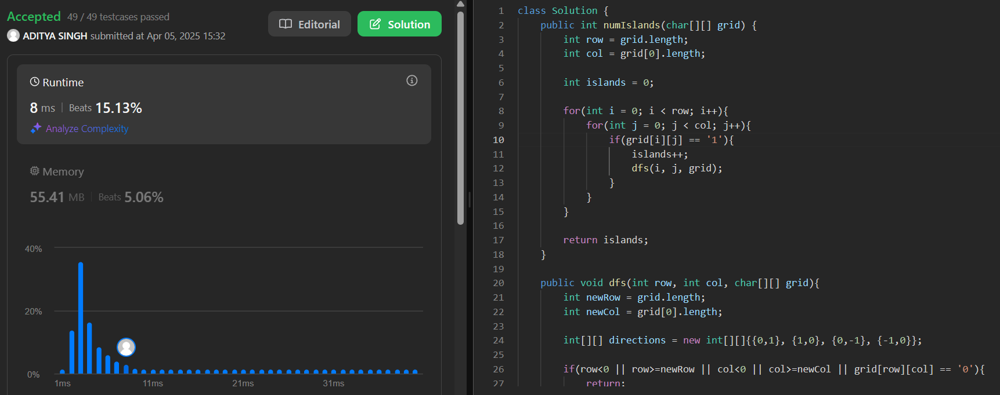 Accepted 49 / 49 testcases passed
ADITYA SINGH submitted at Apr 05, 2025 15:32
Editorial
Solution
Runtime
8 ms | Beats 15.13%
Analyze Complexity
Memory
55.41 MB | Beats 5.06%
40%
20%
0%
1ms 11ms 21ms 31ms
1 class Solution {
2 public int numIslands(char[][] grid) {
3 int row = grid.length;
4 int col = grid[0].length;
5
6 int islands = 0;
7
8 for(int i = 0; i < row; i++){
9 for(int j = 0; j < col; j++){
10 if(grid[i][j] == '1'){
11 islands++;
12 dfs(i, j, grid);
13 }
14 }
15 }
16
17 return islands;
18 }
19
20 public void dfs(int row, int col, char[][] grid){
21 int newRow = grid.length;
22 int newCol = grid[0].length;
23
24 int[][] directions = new int[][]{{0,1}, {1,0}, {0,-1}, {-1,0}};
25
26 if(row<0 || row>=newRow || col<0 || col>=newCol || grid[row][col] == '0'){
27 return;